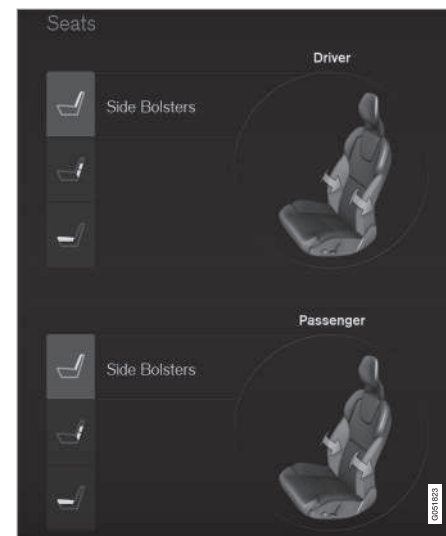 Seats
Driver
Side Bolsters
Passenger
Side Bolsters
G051823